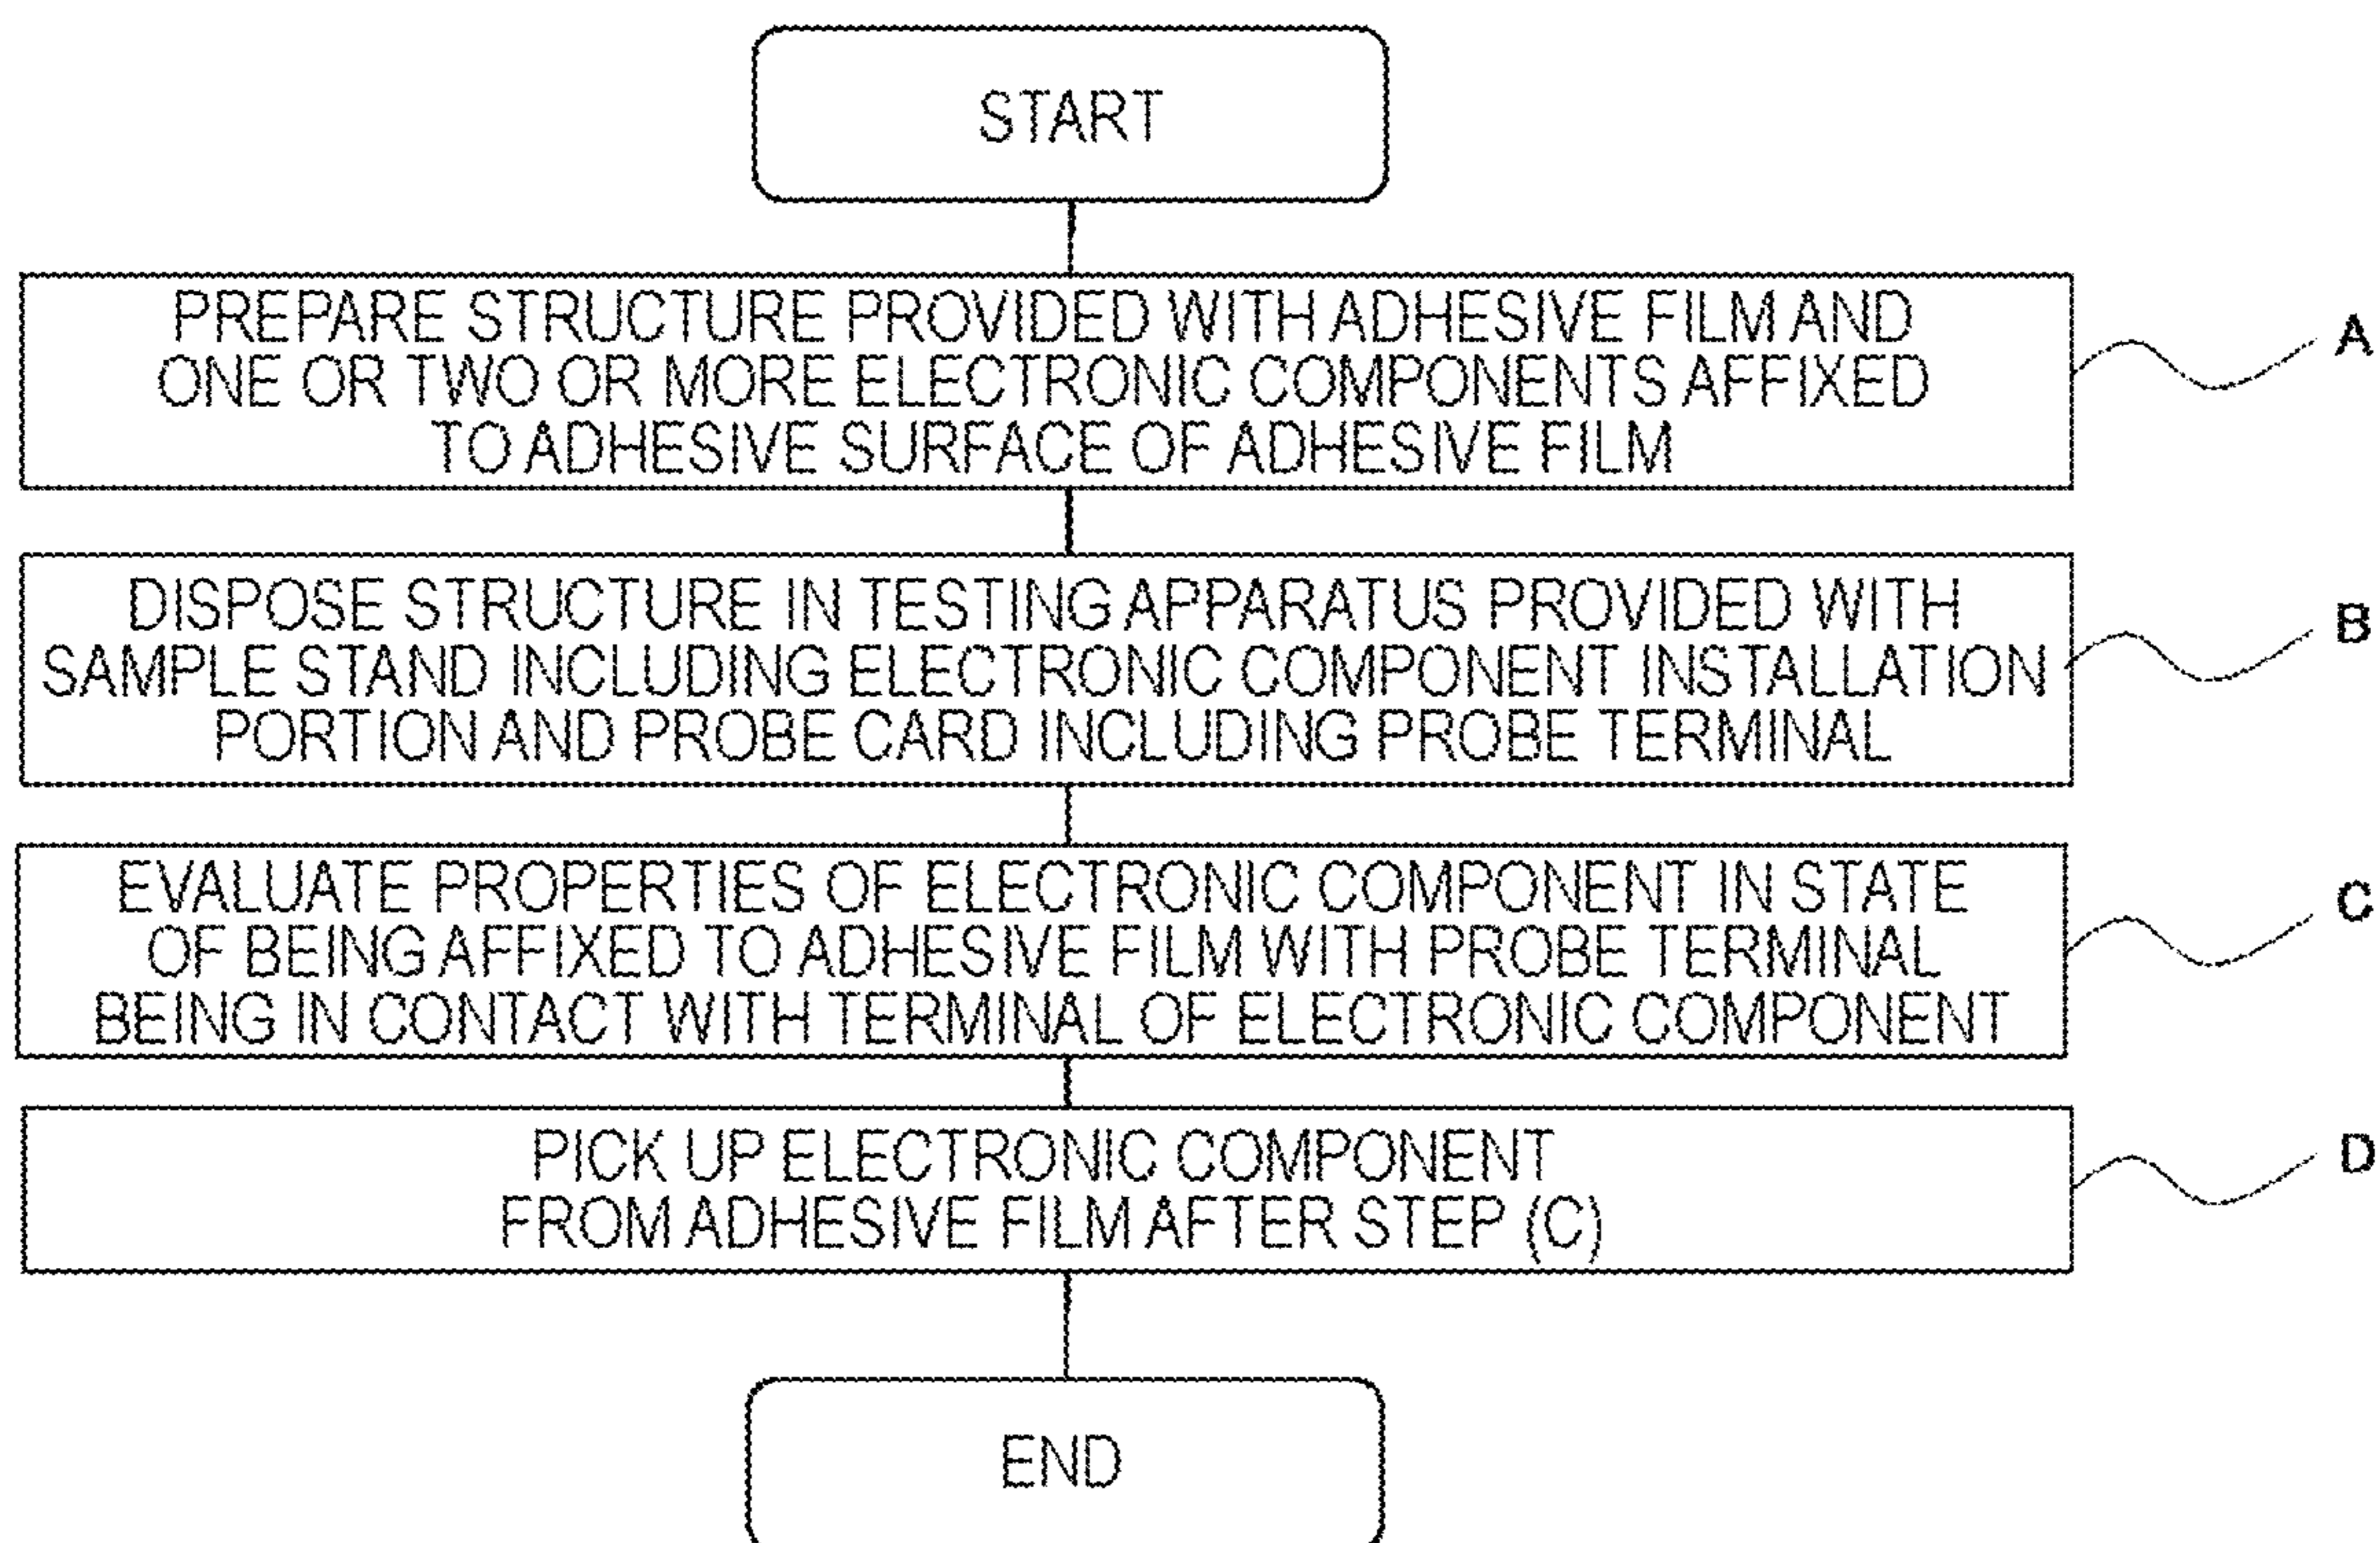 START
PREPARE STRUCTURE PROVIDED WITH ADHESIVE FILM AND
ONE OR TWO OR MORE ELECTRONIC COMPONENTS AFFIXED
TO ADHESIVE SURFACE OF ADHESIVE FILM
A
DISPOSE STRUCTURE IN TESTING APPARATUS PROVIDED WITH
SAMPLE STAND INCLUDING ELECTRONIC COMPONENT INSTALLATION
PORTION AND PROBE CARD INCLUDING PROBE TERMINAL
B
EVALUATE PROPERTIES OF ELECTRONIC COMPONENT IN STATE
OF BEING AFFIXED TO ADHESIVE FILM WITH PROBE TERMINAL
BEING IN CONTACT WITH TERMINAL OF ELECTRONIC COMPONENT
C
PICK UP ELECTRONIC COMPONENT
FROM ADHESIVE FILM AFTER STEP (C)
D
END